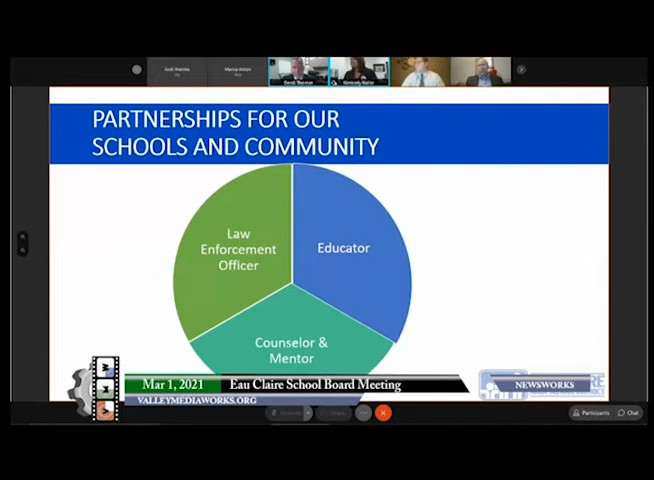 PARTNERSHIPS FOR OUR
SCHOOLS AND COMMUNITY
Law
Enforcement
Officer
Educator
Counselor &
Mentor
Mar 1, 2021
Eau Claire School Board Meeting
NEWSWORKS
VALLEYMEDIAWORKS.ORG
Participants
Chat